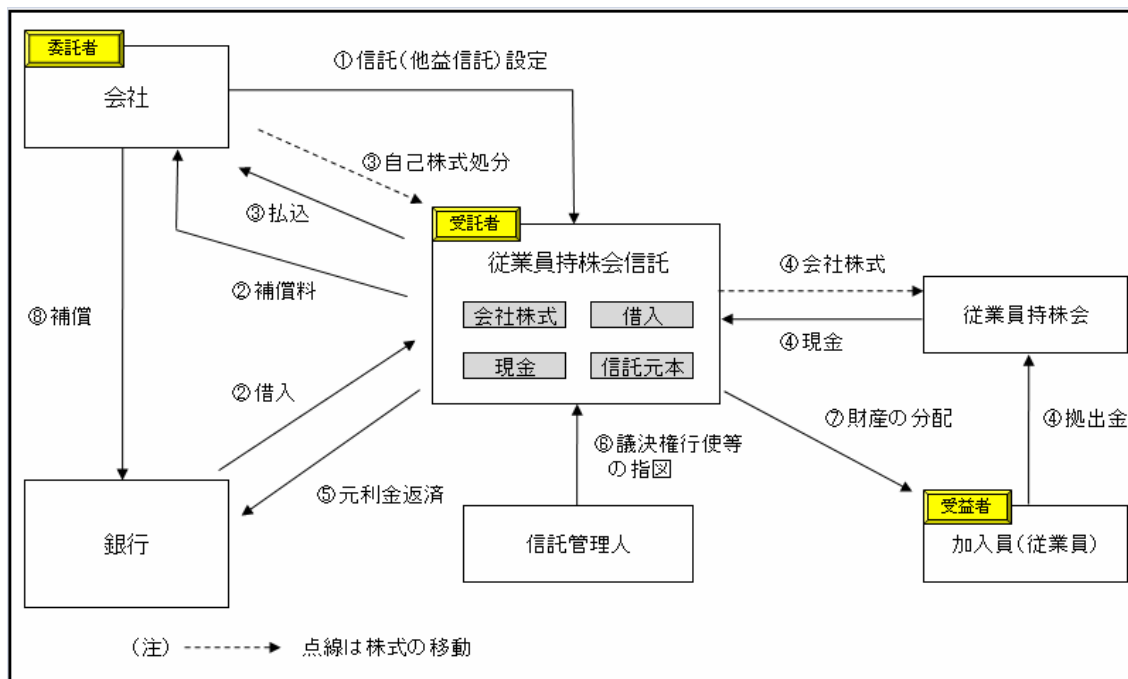 委託者
会社
①信託(他益信託)設定
③自己株式処分
③払込
受託者
従業員持株会信託
②補償料
④会社株式
⑧補償
会社株式
借入
従業員持株会
④現金
現金
信託元本
②借入
⑦財産の分配
④拠出金
⑥議決権行使等
の指図
⑤元利金返済
受益者
銀行
信託管理人
加入員(従業員)
(注)
点線は株式の移動